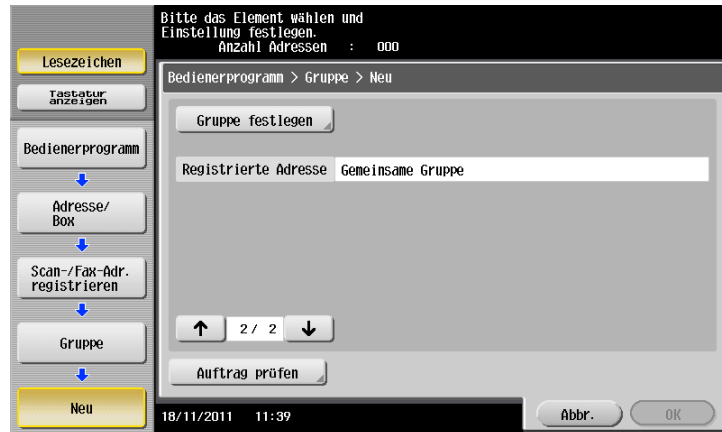 Bitte das Element wählen und
Einstellung festlegen.
Anzahl Adressen : 000
Lesezeichen
Tastatur
anzeigen
Bedienerprogramm
Adresse/
Box
Scan-/Fax-Adr.
registrieren
Gruppe
Neu
Bedienerprogramm > Gruppe > Neu
Gruppe festlegen
Registrierte Adresse Gemeinsame Gruppe
↑ 2/ 2 ↓
Auftrag prüfen
18/11/2011 11:39
Abbr. OK